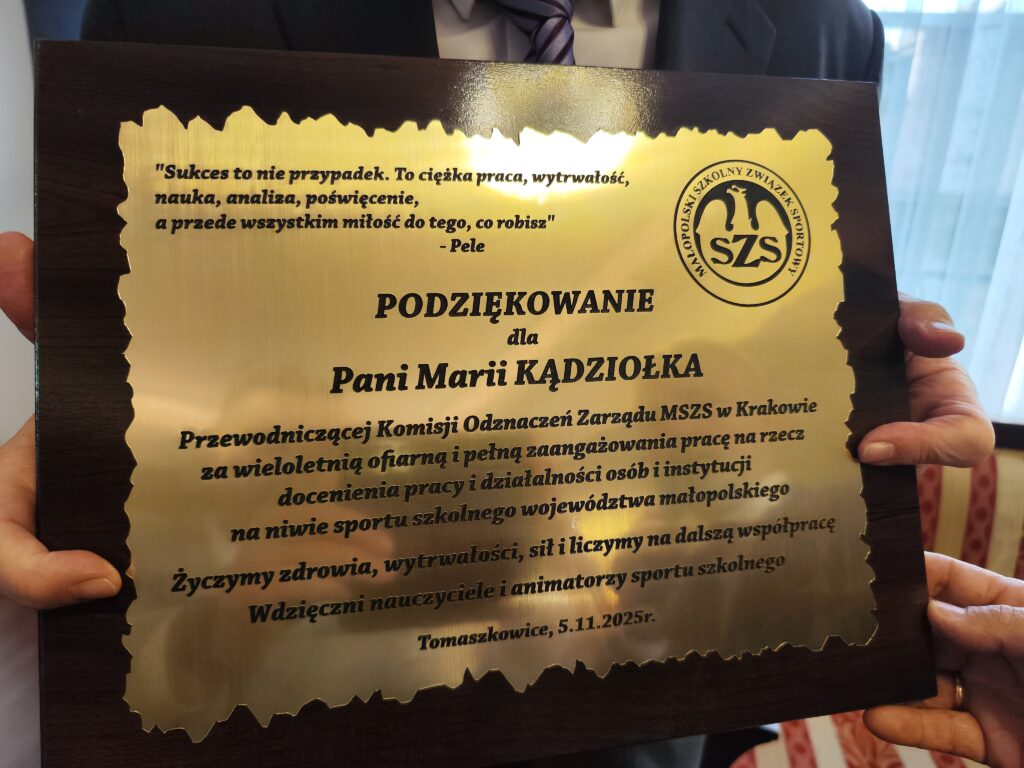 "Sukces to nie przypadek. To ciężka praca, wytrwałość,
nauka, analiza, poświęcenie,
a przede wszystkim miłość do tego, co robisz"
- Pele
MAŁOPOLSKI SZKOLNY ZWIĄZEK SPORTOWY
SZS
PODZIĘKOWANIE
dla
Pani Marii KĄDZIOŁKA
Przewodniczącej Komisji Odznaczeń Zarządu MSZS w Krakowie
za wieloletnią ofiarną i pełną zaangażowania pracę na rzecz
docenienia pracy i działalności osób i instytucji
na niwie sportu szkolnego województwa małopolskiego
Życzymy zdrowia, wytrwałości, sił i liczymy na dalszą współpracę
Wdzięczni nauczyciele i animatorzy sportu szkolnego
Tomaszkowice, 5.11.2025r.